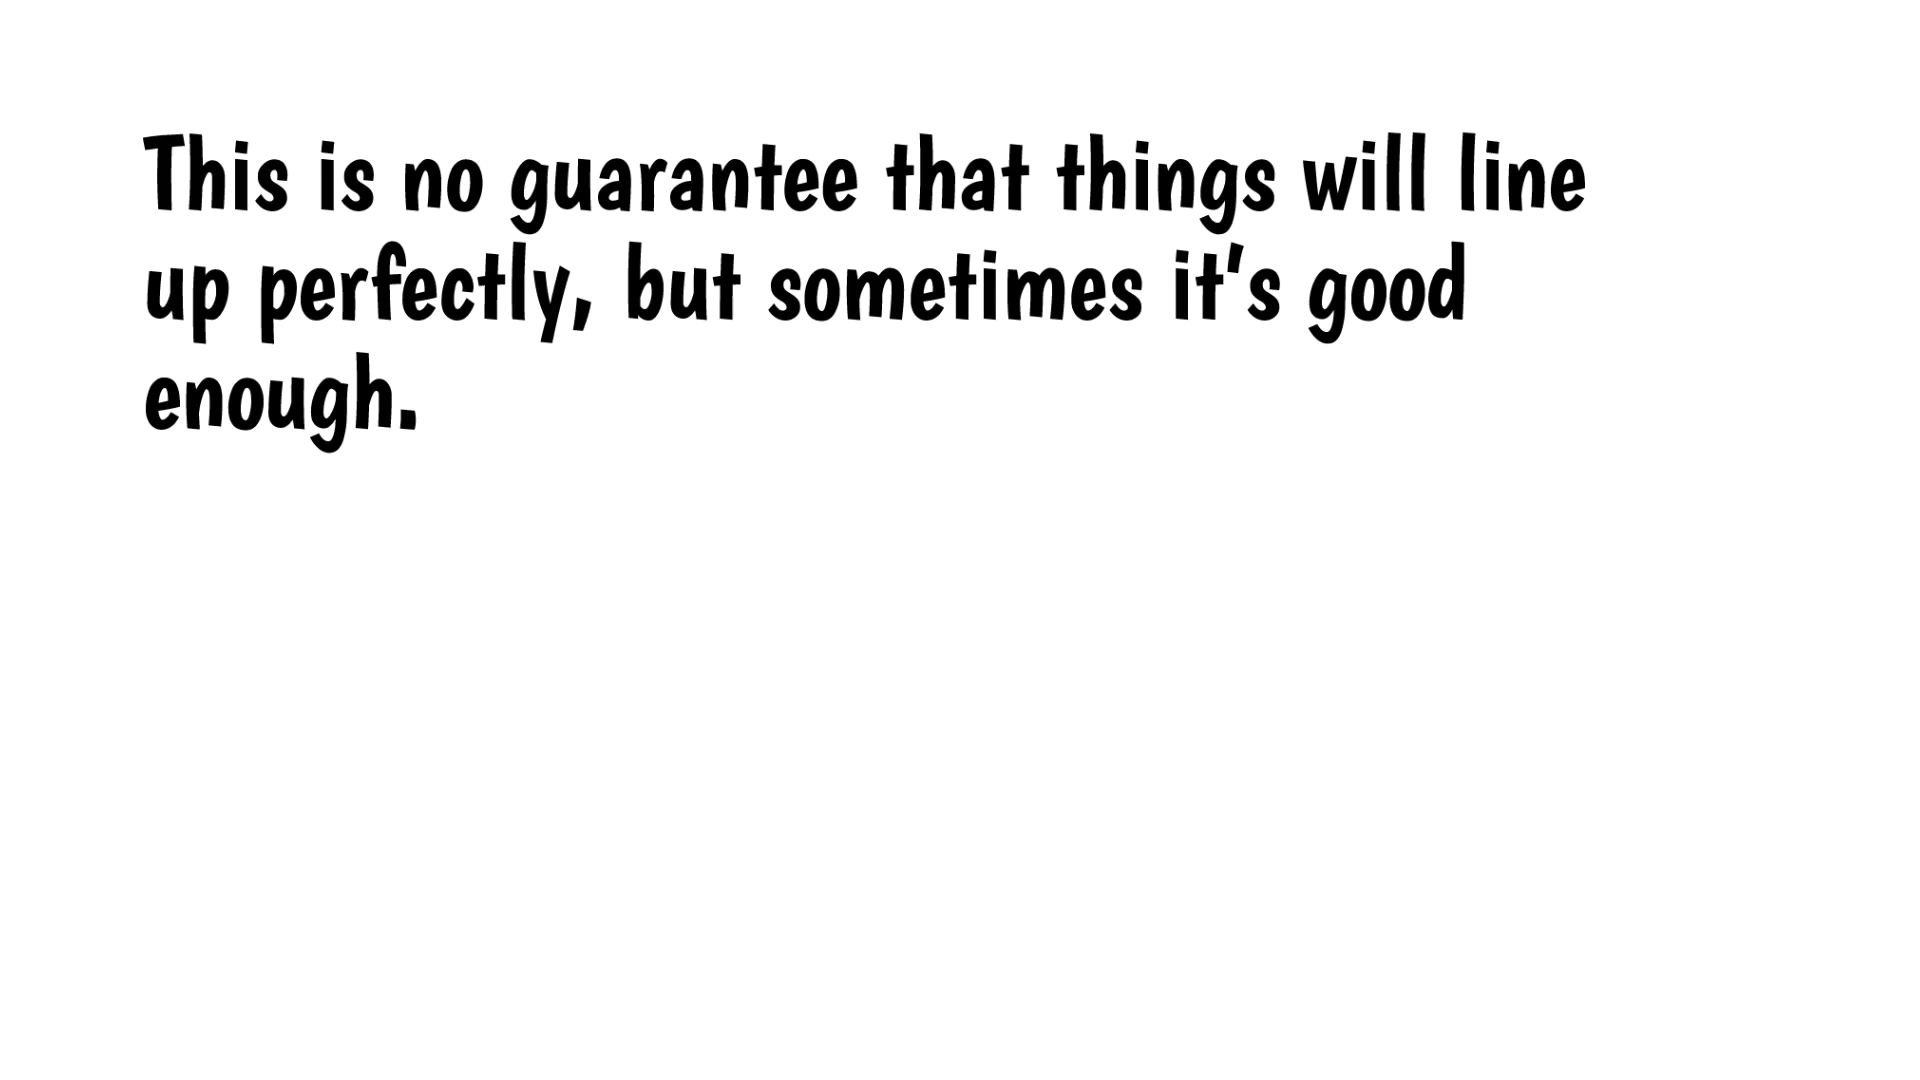 This is no guarantee that things will line
up perfectly, but sometimes it's good
enough.